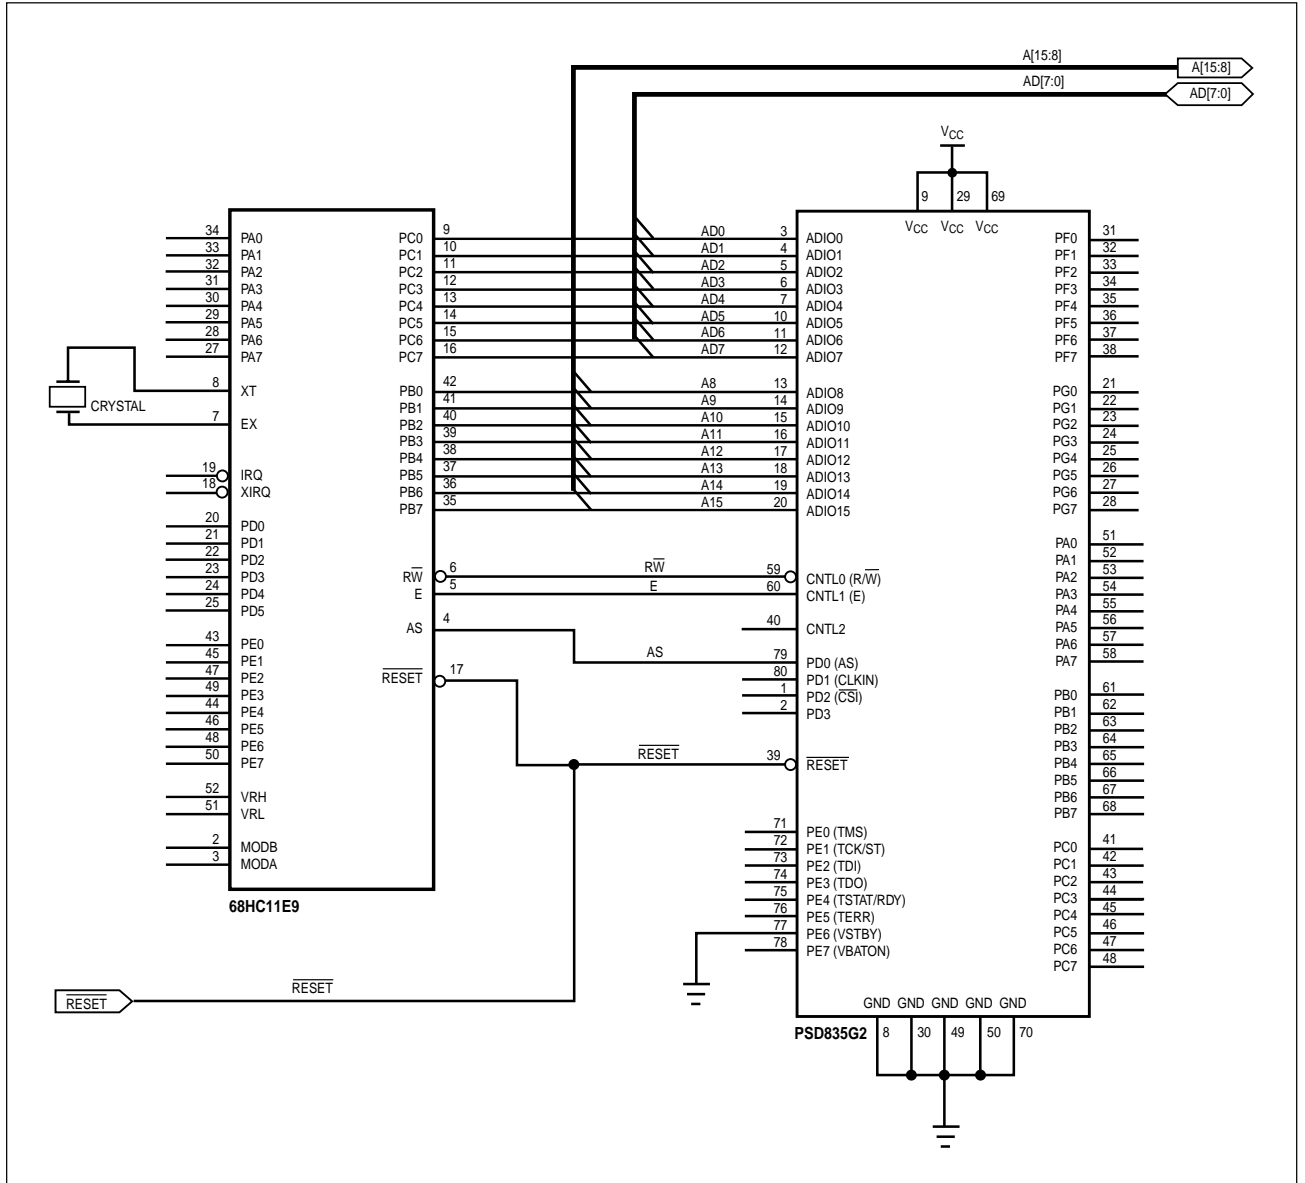 A[15:8]
A[15:8]
AD[7:0]
AD[7:0]
VCC
9 29 69
VCC VCC VCC
34 PA0
33 PA1
32 PA2
31 PA3
30 PA4
29 PA5
28 PA6
27 PA7
8 XT
CRYSTAL
7 EX
19 IRQ
18 XIRQ
20 PD0
21 PD1
22 PD2
23 PD3
24 PD4
25 PD5
43 PE0
45 PE1
47 PE2
49 PE3
44 PE4
46 PE5
48 PE6
50 PE7
52 VRH
51 VRL
2 MODB
3 MODA
68HC11E9
PC0 9 AD0 3 ADIO0
PC1 10 AD1 4 ADIO1
PC2 11 AD2 5 ADIO2
PC3 12 AD3 6 ADIO3
PC4 13 AD4 7 ADIO4
PC5 14 AD5 10 ADIO5
PC6 15 AD6 11 ADIO6
PC7 16 AD7 12 ADIO7
PB0 42 A8 13 ADIO8
PB1 41 A9 14 ADIO9
PB2 40 A10 15 ADIO10
PB3 39 A11 16 ADIO11
PB4 38 A12 17 ADIO12
PB5 37 A13 18 ADIO13
PB6 36 A14 19 ADIO14
PB7 35 A15 20 ADIO15
RW̅ 6 RW̅ 59 CNTL0 (R/W̅)
E 5 E 60 CNTL1 (E)
40 CNTL2
AS 4 AS 79 PD0 (AS)
80 PD1 (CLKIN)
1 PD2 (C̅S̅I̅)
2 PD3
R̅E̅S̅E̅T̅ 17 R̅E̅S̅E̅T̅ 39 R̅E̅S̅E̅T̅
71 PE0 (TMS)
72 PE1 (TCK/ST)
73 PE2 (TDI)
74 PE3 (TDO)
75 PE4 (TSTAT/RDY)
76 PE5 (TERR)
77 PE6 (VSTBY)
78 PE7 (VBATON)
PF0 31
PF1 32
PF2 33
PF3 34
PF4 35
PF5 36
PF6 37
PF7 38
PG0 21
PG1 22
PG2 23
PG3 24
PG4 25
PG5 26
PG6 27
PG7 28
PA0 51
PA1 52
PA2 53
PA3 54
PA4 55
PA5 56
PA6 57
PA7 58
PB0 61
PB1 62
PB2 63
PB3 64
PB4 65
PB5 66
PB6 67
PB7 68
PC0 41
PC1 42
PC2 43
PC3 44
PC4 45
PC5 46
PC6 47
PC7 48
R̅E̅S̅E̅T̅ R̅E̅S̅E̅T̅
GND GND GND GND GND
PSD835G2
8 30 49 50 70